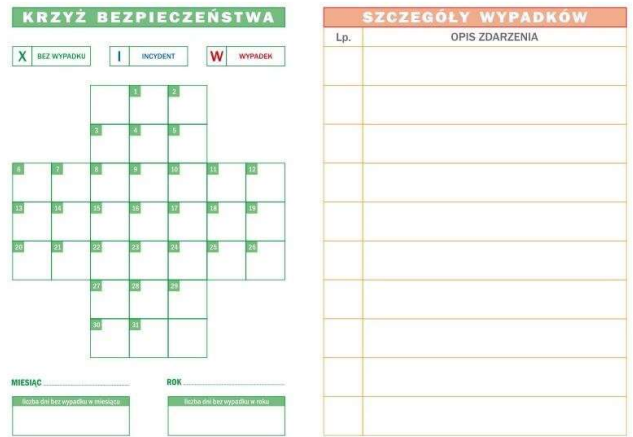 KRZYŻ BEZPIECZEŃSTWA
X BEZ WYPADKU I INCYDENT W WYPADEK
1 2
3 4 5
6 7 8 9 10 11 12
13 14 15 16 17 18 19
20 21 22 23 24 25 26
27 28 29
30 31
MIESIĄC ROK
liczba dni bez wypadku w miesiącu liczba dni bez wypadku w roku
SZCZEGÓŁY WYPADKÓW
Lp. OPIS ZDARZENIA